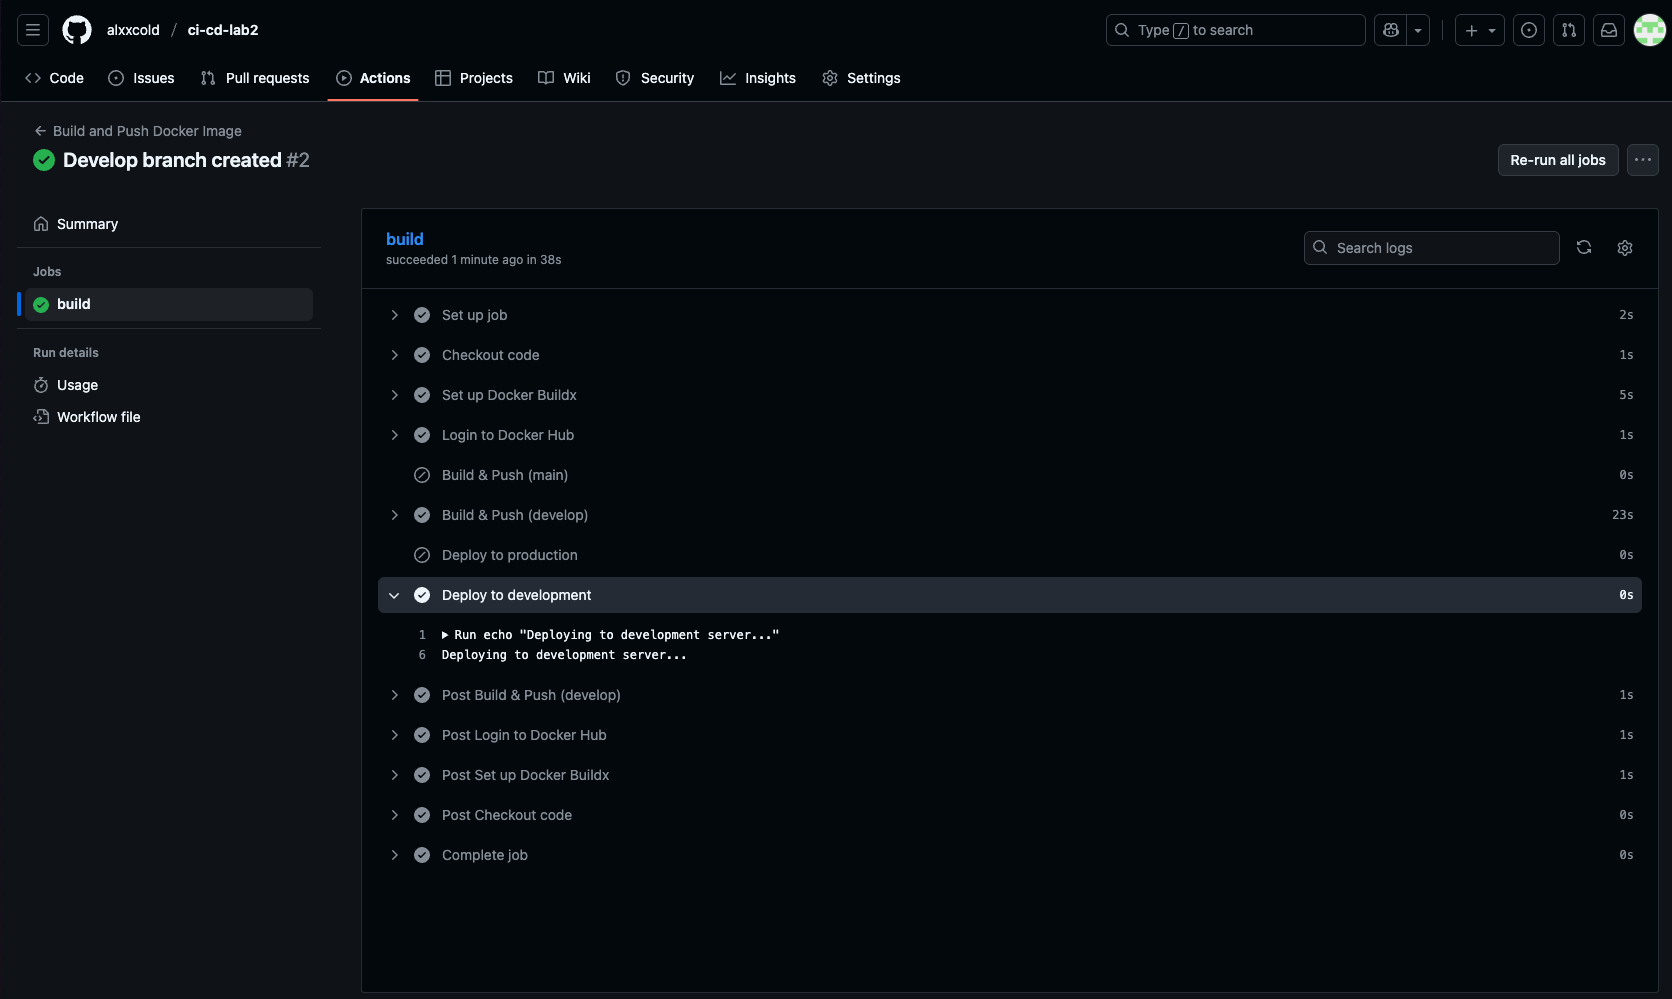 alxxcold / ci-cd-lab2
Type / to search
Code
Issues
Pull requests
Actions
Projects
Wiki
Security
Insights
Settings
Build and Push Docker Image
Develop branch created #2
Re-run all jobs
Summary
Jobs
build
Run details
Usage
Workflow file
build
succeeded 1 minute ago in 38s
Search logs
Set up job 2s
Checkout code 1s
Set up Docker Buildx 5s
Login to Docker Hub 1s
Build & Push (main) 0s
Build & Push (develop) 23s
Deploy to production 0s
Deploy to development 0s
1 Run echo "Deploying to development server..."
6 Deploying to development server...
Post Build & Push (develop) 1s
Post Login to Docker Hub 1s
Post Set up Docker Buildx 1s
Post Checkout code 0s
Complete job 0s